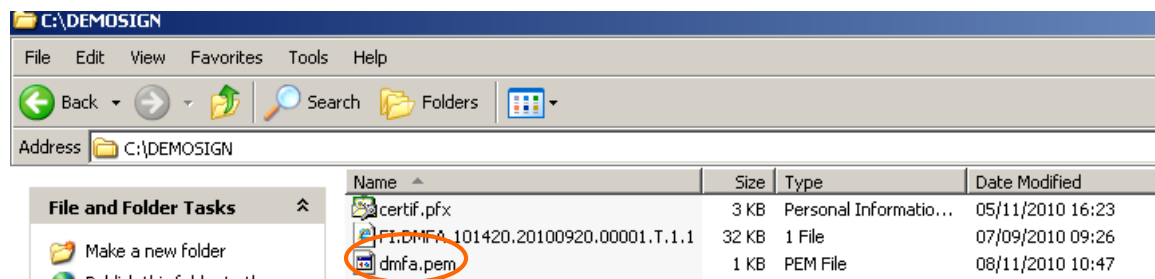 C:\DEMOSIGN
File Edit View Favorites Tools Help
Back Search Folders
Address C:\DEMOSIGN
Name Size Type Date Modified
File and Folder Tasks
certif.pfx 3 KB Personal Informatio... 05/11/2010 16:23
FI.DMFA.101420.20100920.00001.T.1.1 32 KB 1 File 07/09/2010 09:26
Make a new folder
dmfa.pem 1 KB PEM File 08/11/2010 10:47